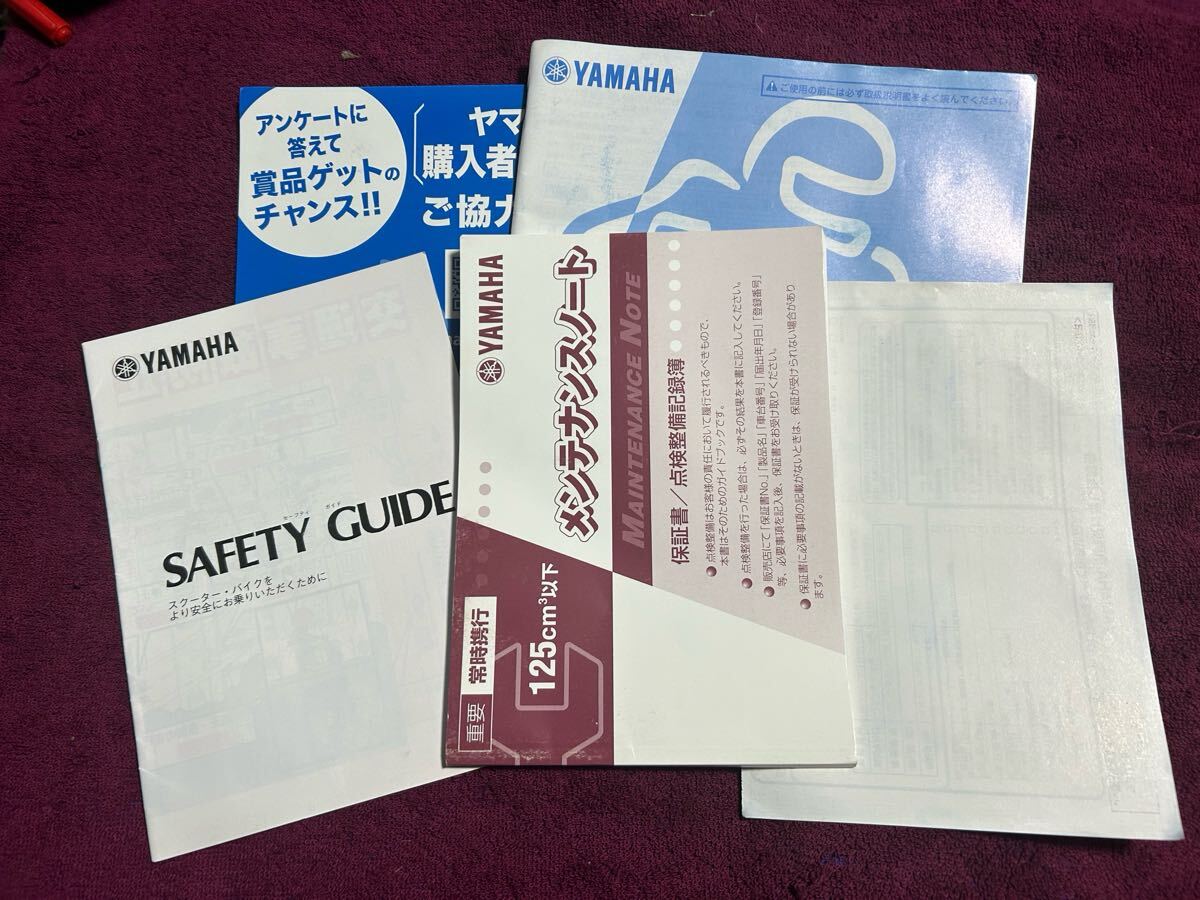 アンケートに
答えて
賞品ゲットの
チャンス!!
ヤマ
購入者
ご協力
YAMAHA
ご使用の前には必ず取扱説明書をよく読んでください。
YAMAHA
セーフティ ガイド
SAFETY GUIDE
スクーター・バイクを
より安全にお乗りいただくために
YAMAHA
メンテナンスノート
MAINTENANCE NOTE
保証書/点検整備記録簿
●点検整備はお客様の責任において履行されるべきもので、
本書はそのためのガイドブックです。
●点検整備を行った場合は、必ずその結果を本書に記入してください。
●販売店にて「保証書No.」「製品名」「車台番号」「届出年月日」「登録番号」
等、必要事項を記入後、保証書をお受け取りください。
●保証書に必要事項の記載がないときは、保証が受けられない場合があり
ます。
重要 常時携行
125cm³以下